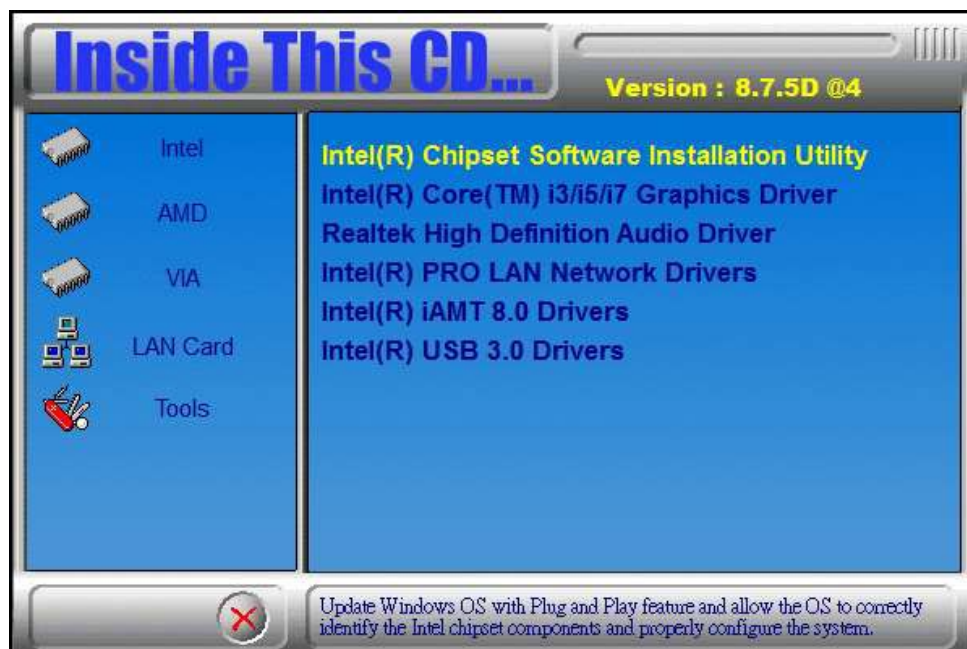 Inside This CD...
Version : 8.7.5D @4
Intel
AMD
VIA
LAN Card
Tools
Intel(R) Chipset Software Installation Utility
Intel(R) Core(TM) i3/i5/i7 Graphics Driver
Realtek High Definition Audio Driver
Intel(R) PRO LAN Network Drivers
Intel(R) iAMT 8.0 Drivers
Intel(R) USB 3.0 Drivers
Update Windows OS with Plug and Play feature and allow the OS to correctly
identify the Intel chipset components and properly configure the system.